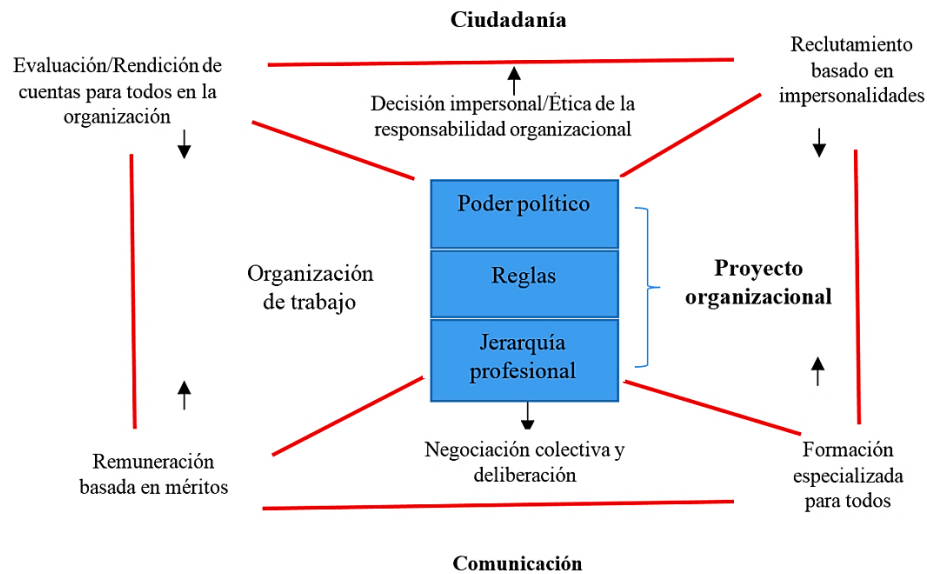 Ciudadanía
Evaluación/Rendición de
cuentas para todos en la
organización
Decisión impersonal/Ética de la
responsabilidad organizacional
Reclutamiento
basado en
impersonalidades
Poder político
Organización
de trabajo
Reglas
Proyecto
organizacional
Jerarquía
profesional
Remuneración
basada en méritos
Negociación colectiva y
deliberación
Formación
especializada
para todos
Comunicación